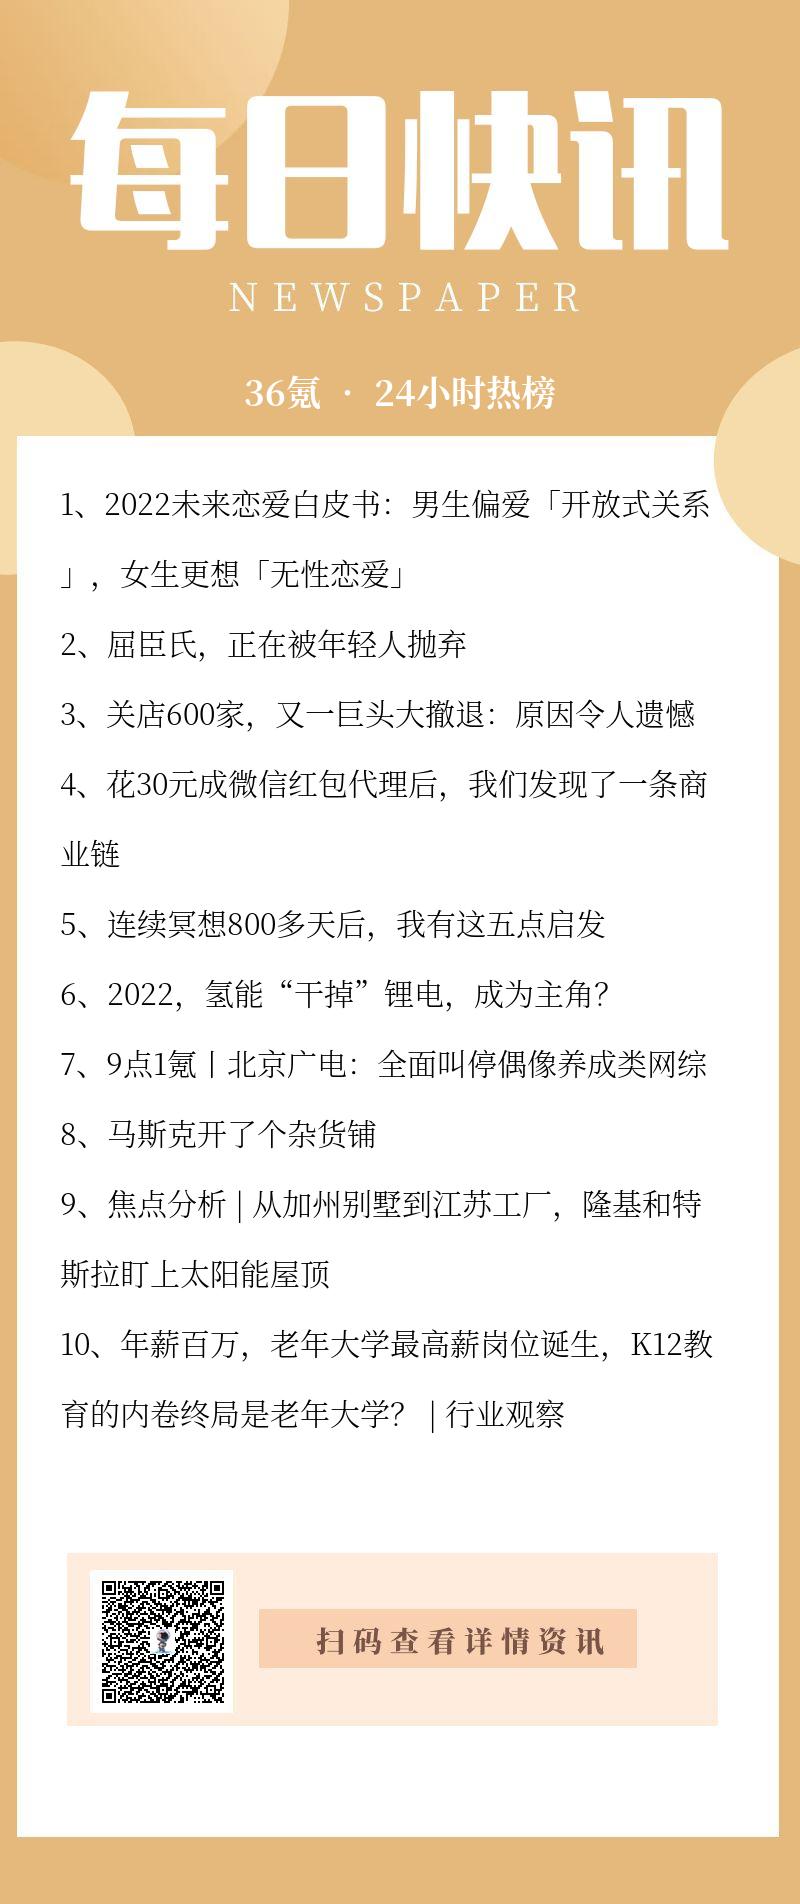 每日快讯
NEWSPAPER
36氪 · 24小时热榜
1、2022未来恋爱白皮书：男生偏爱「开放式关系
」，女生更想「无性恋爱」
2、屈臣氏，正在被年轻人抛弃
3、关店600家，又一巨头大撤退：原因令人遗憾
4、花30元成微信红包代理后，我们发现了一条商
业链
5、连续冥想800多天后，我有这五点启发
6、2022，氢能“干掉”锂电，成为主角？
7、9点1氪丨北京广电：全面叫停偶像养成类网综
8、马斯克开了个杂货铺
9、焦点分析 | 从加州别墅到江苏工厂，隆基和特
斯拉盯上太阳能屋顶
10、年薪百万，老年大学最高薪岗位诞生，K12教
育的内卷终局是老年大学？ | 行业观察
扫码查看详情资讯